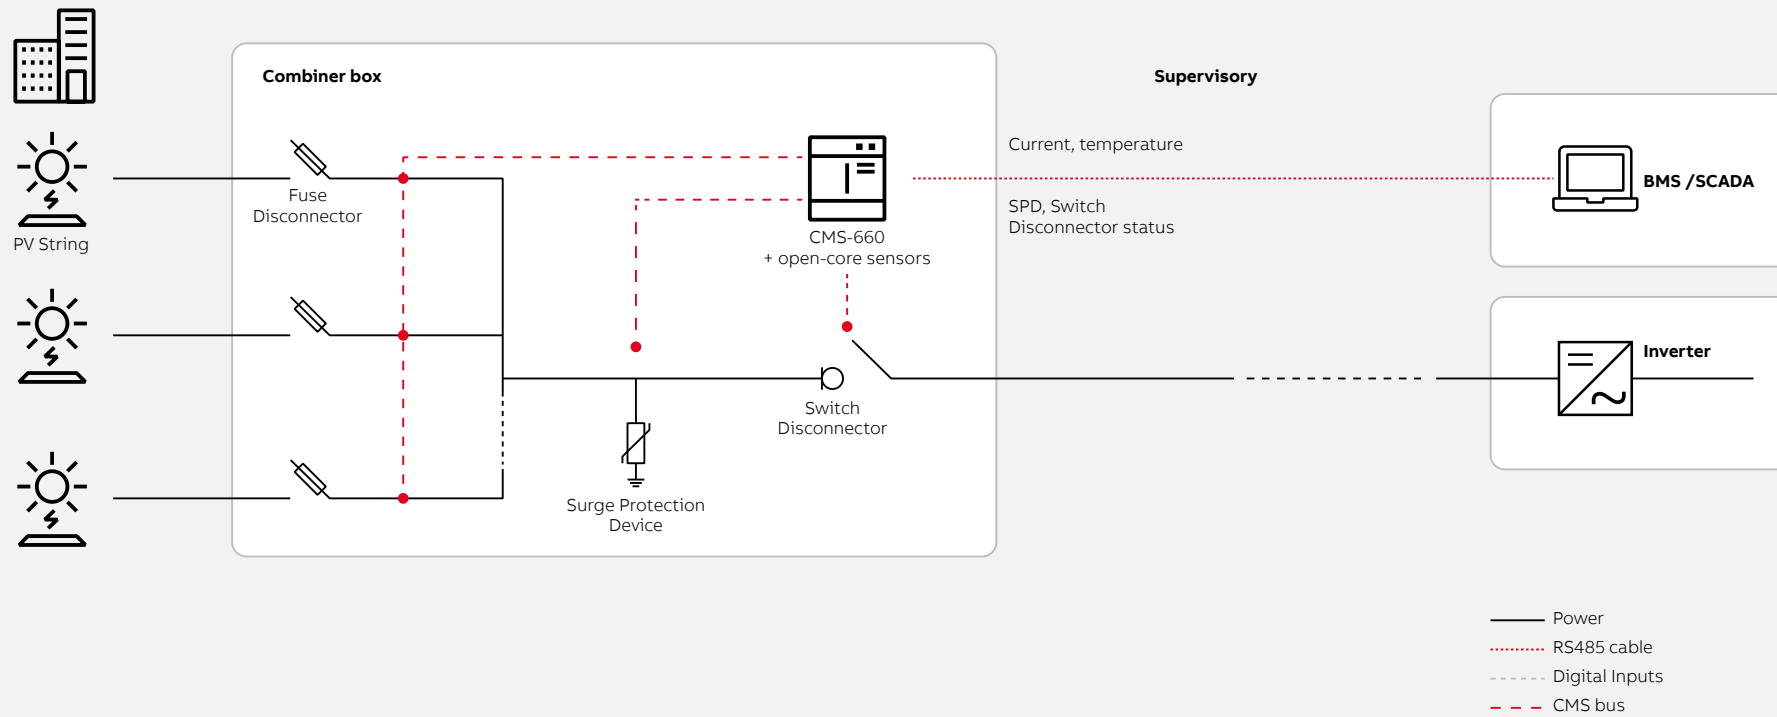 Combiner box
Supervisory
Current, temperature
BMS /SCADA
Fuse
Disconnector
SPD, Switch
Disconnector status
PV String
CMS-660
+ open-core sensors
Inverter
Switch
Disconnector
Surge Protection
Device
Power
RS485 cable
Digital Inputs
CMS bus